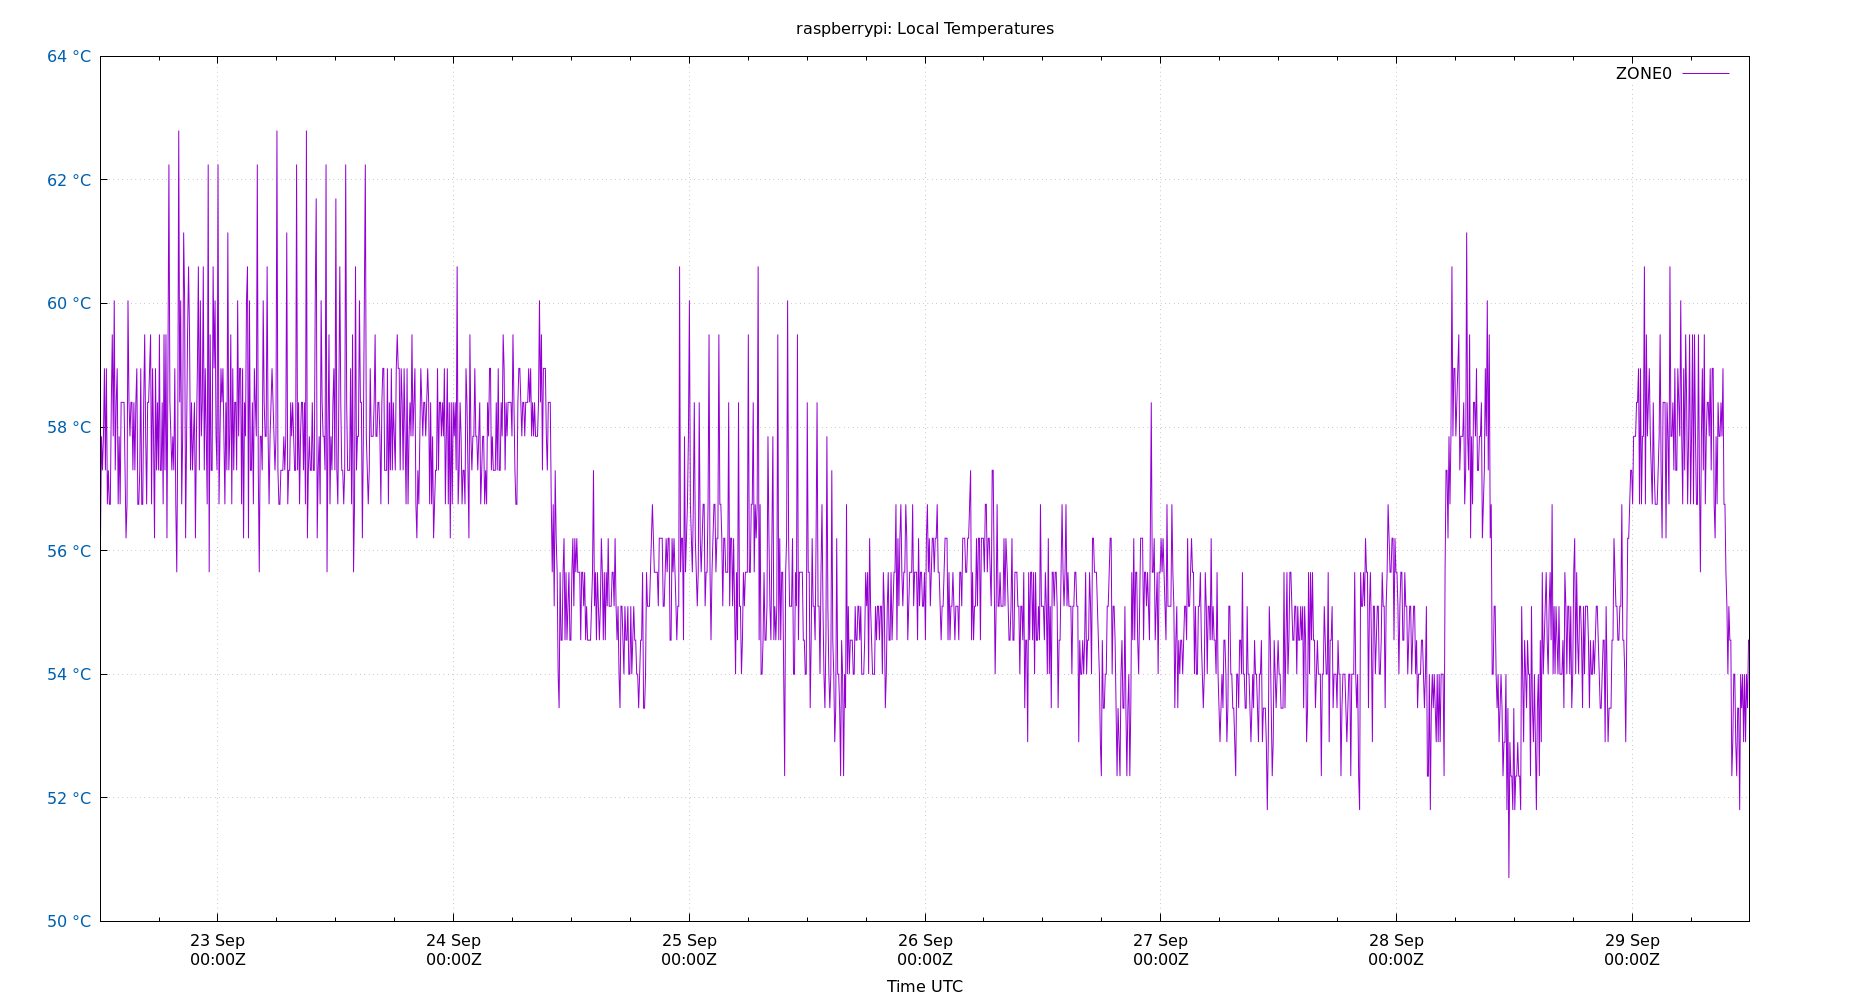 raspberrypi: Local Temperatures
64 °C
ZONE0
62 °C
60 °C
58 °C
56 °C
54 °C
52 °C
50 °C
23 Sep 24 Sep 25 Sep 26 Sep 27 Sep 28 Sep 29 Sep
00:00Z 00:00Z 00:00Z 00:00Z 00:00Z 00:00Z 00:00Z
Time UTC